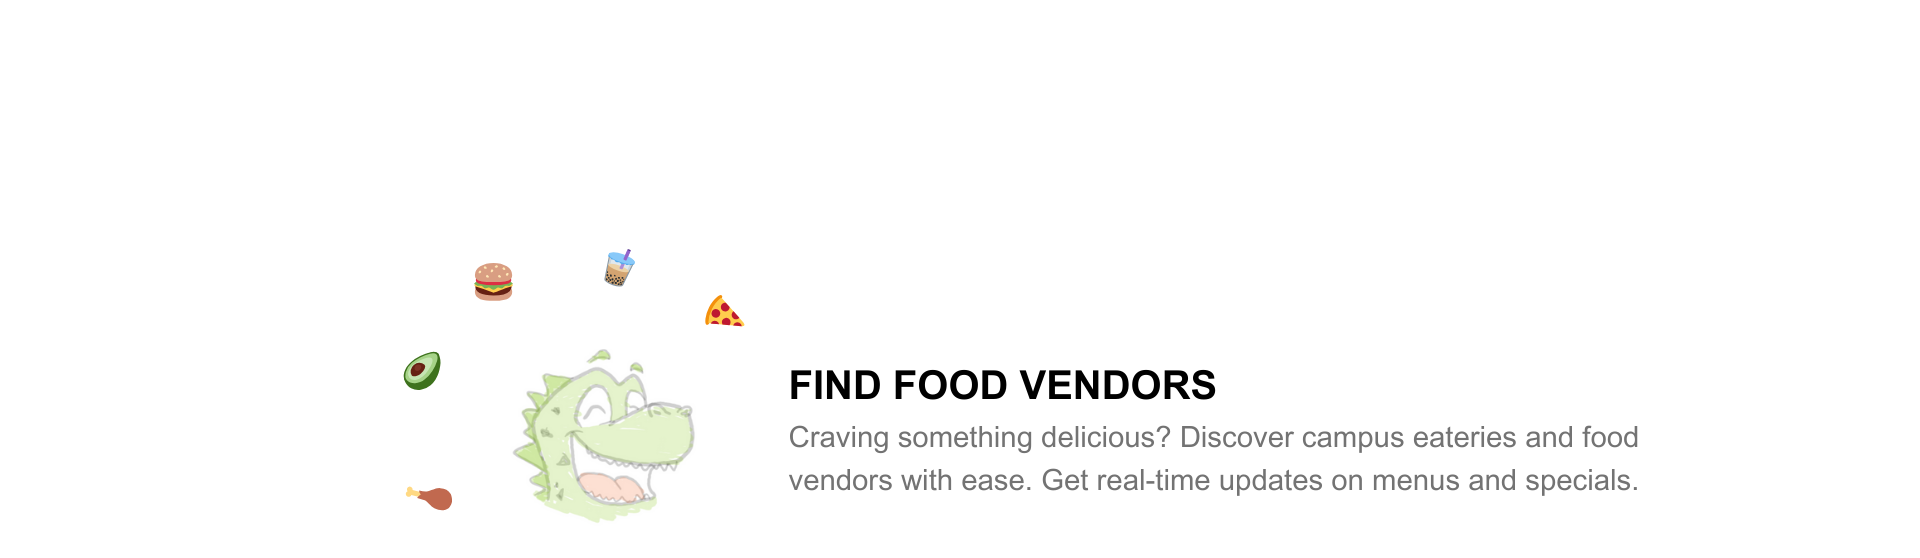 FIND FOOD VENDORS
Craving something delicious? Discover campus eateries and food
vendors with ease. Get real-time updates on menus and specials.